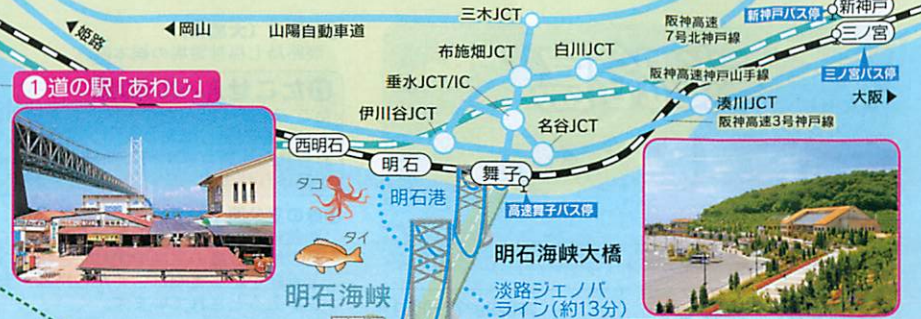 姫路
岡山
山陽自動車道
三木JCT
阪神高速
7号北神戸線
新神戸バス停
新神戸
三ノ宮
布施畑JCT
白川JCT
垂水JCT/IC
阪神高速神戸山手線
三ノ宮バス停
大阪
①道の駅「あわじ」
伊川谷JCT
名谷JCT
湊川JCT
阪神高速3号神戸線
西明石
明石
舞子
タコ
明石港
高速舞子バス停
タイ
明石海峡大橋
明石海峡
淡路ジェノバ
ライン(約13分)